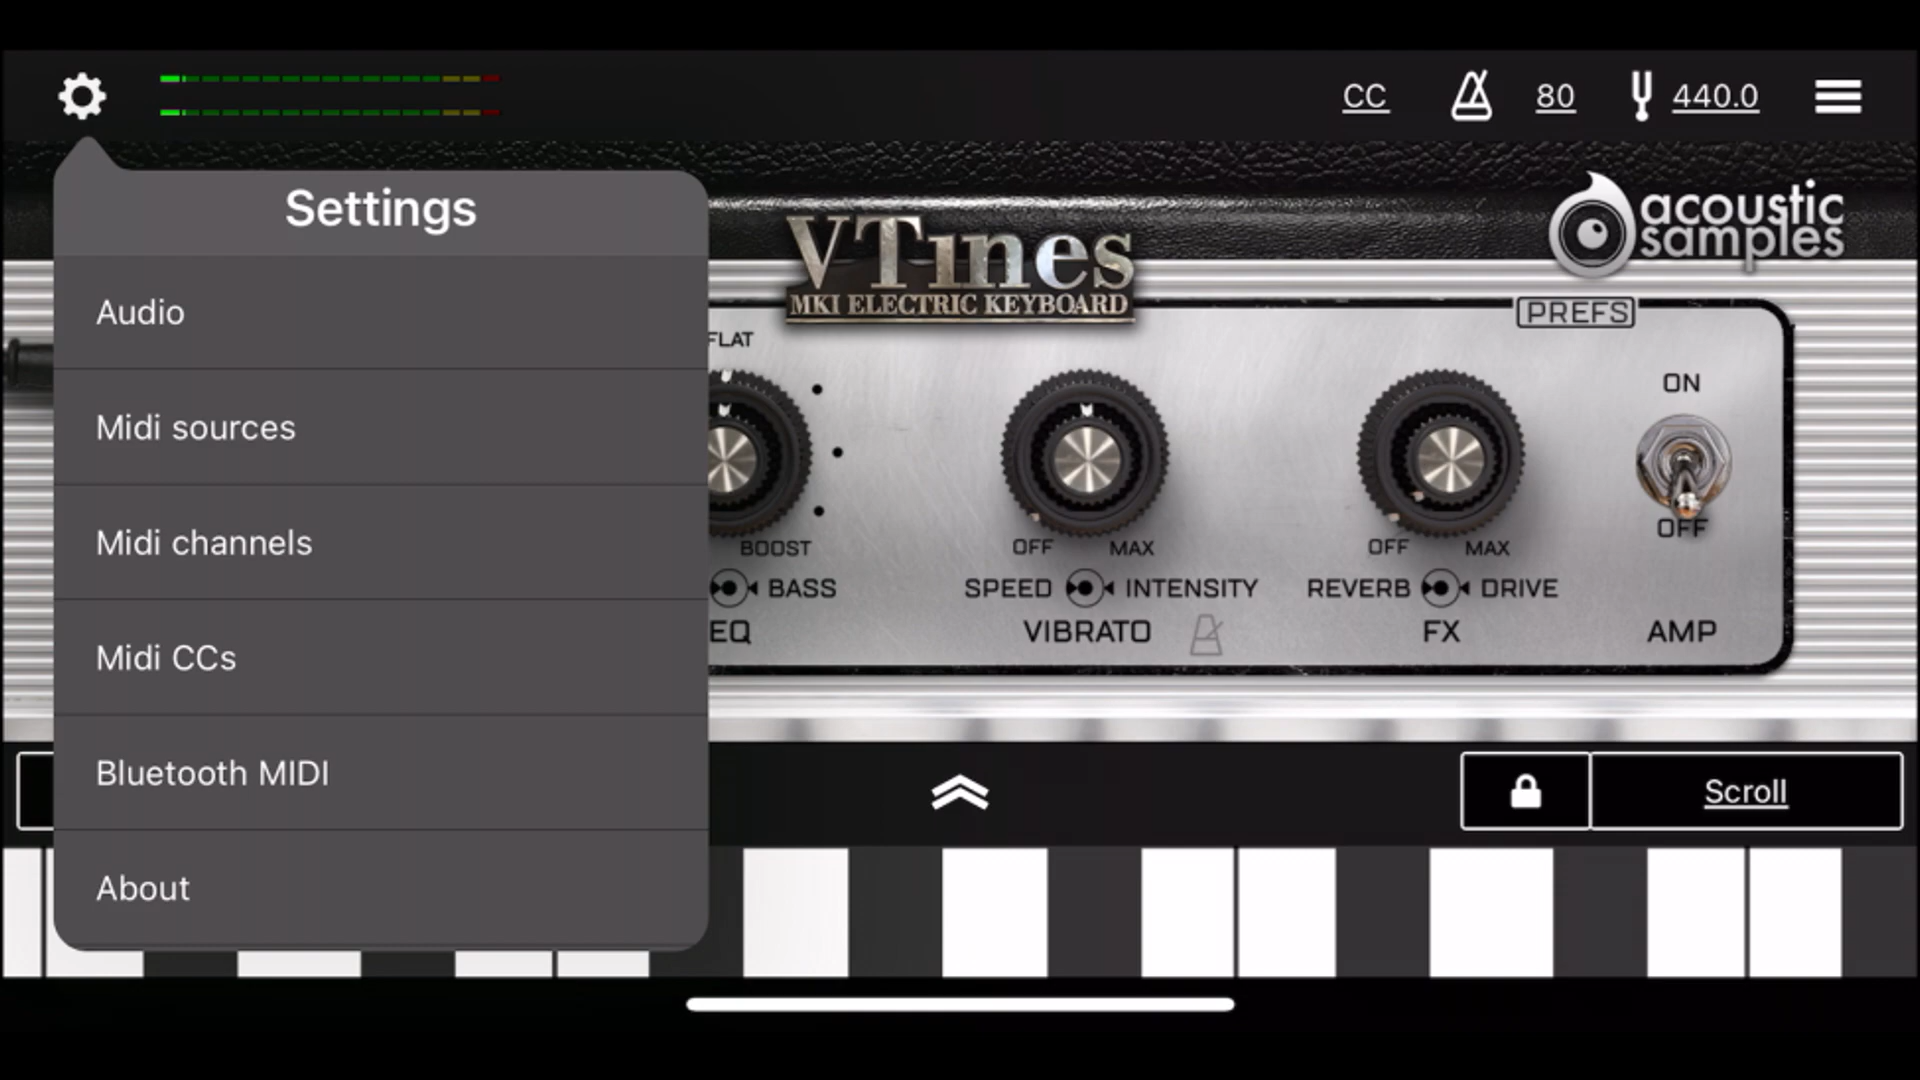 CC
80
440.0
Settings
Audio
Midi sources
Midi channels
Midi CCs
Bluetooth MIDI
About
VTines
MKI ELECTRIC KEYBOARD
acoustic
samples
PREFS
FLAT
BOOST
BASS
EQ
OFF MAX
SPEED INTENSITY
VIBRATO
OFF MAX
REVERB DRIVE
FX
ON
OFF
AMP
Scroll